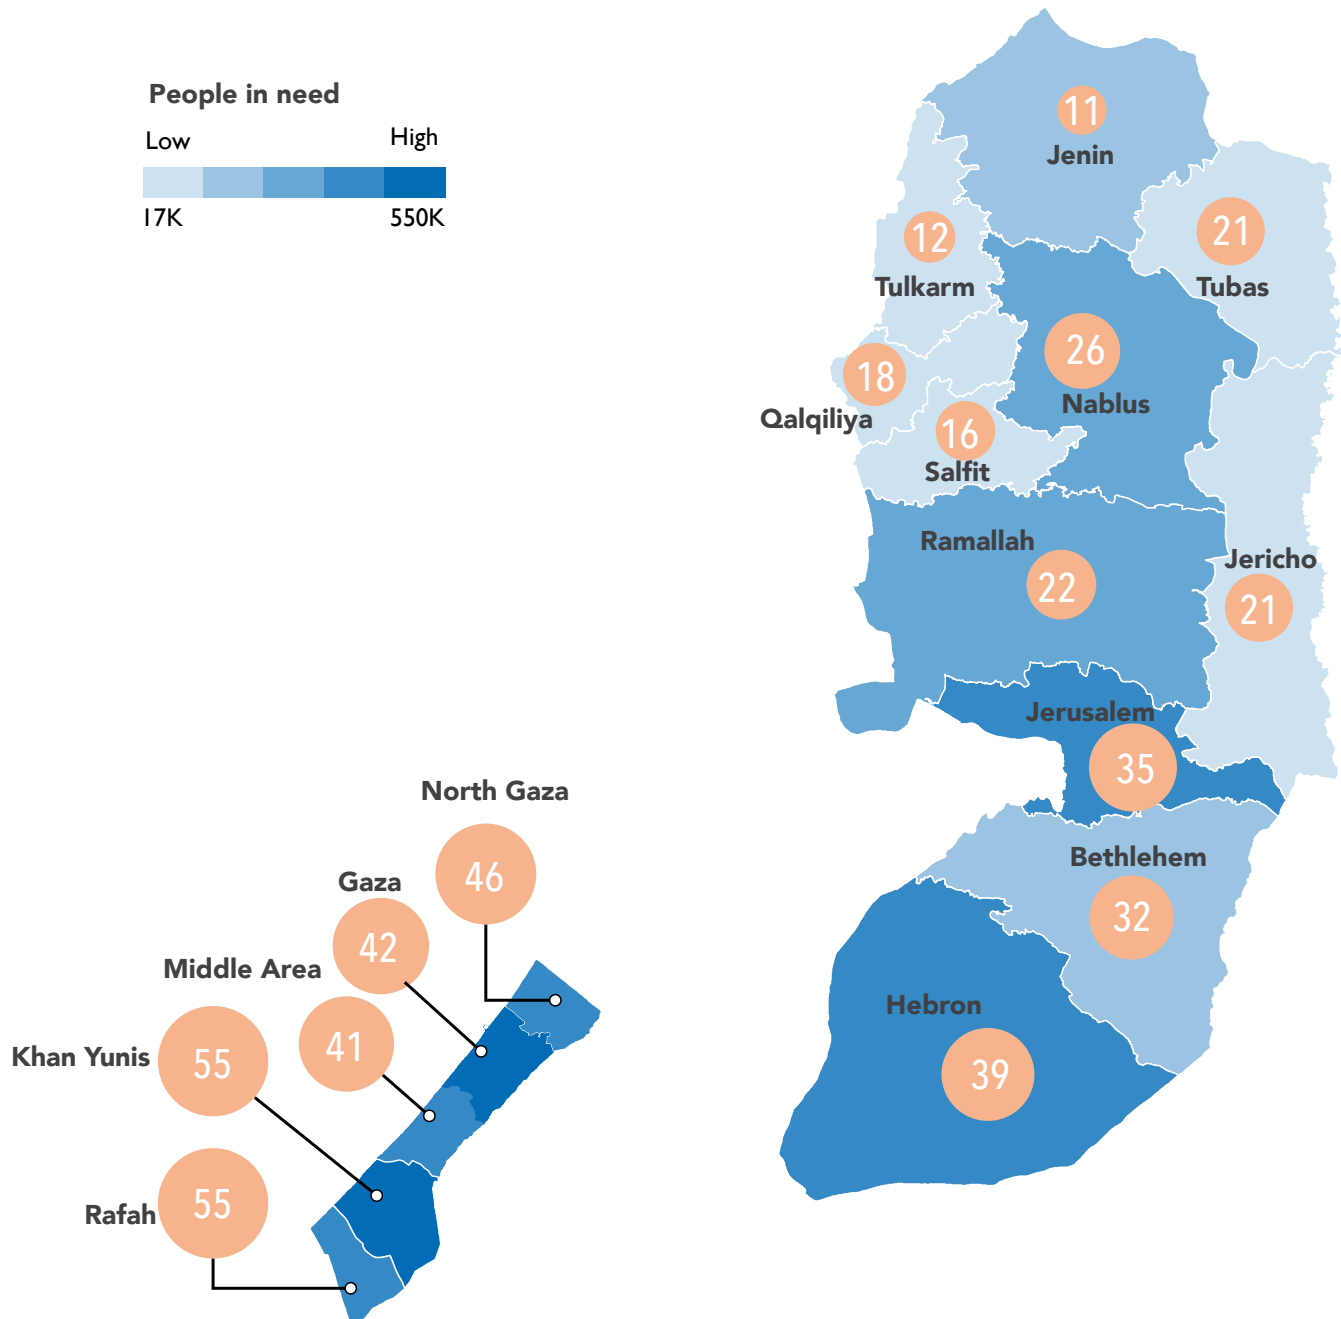 People in need
Low High
17K 550K
11
Jenin
12
Tulkarm
21
Tubas
26
Nablus
18
Qalqiliya
16
Salfit
Ramallah
22
Jericho
21
Jerusalem
35
Bethlehem
32
Hebron
39
North Gaza
46
Gaza
42
Middle Area
41
Khan Yunis
55
Rafah
55